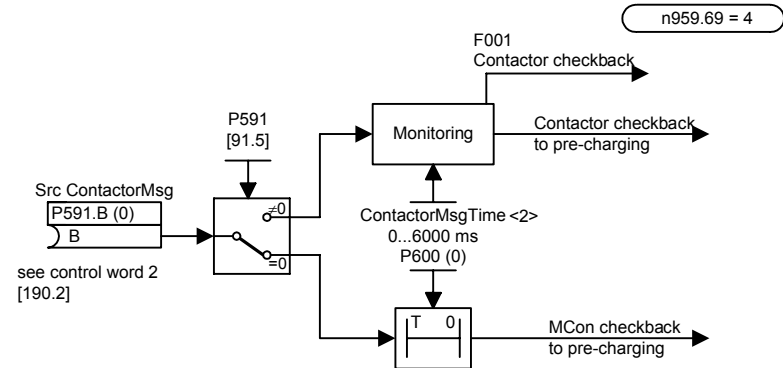 n959.69 = 4
F001
Contactor checkback
P591
[91.5]
Monitoring
Contactor checkback
to pre-charging
Src ContactorMsg
P591.B (0)
B
≠0
=0
ContactorMsgTime <2>
0...6000 ms
P600 (0)
see control word 2
[190.2]
T 0
MCon checkback
to pre-charging